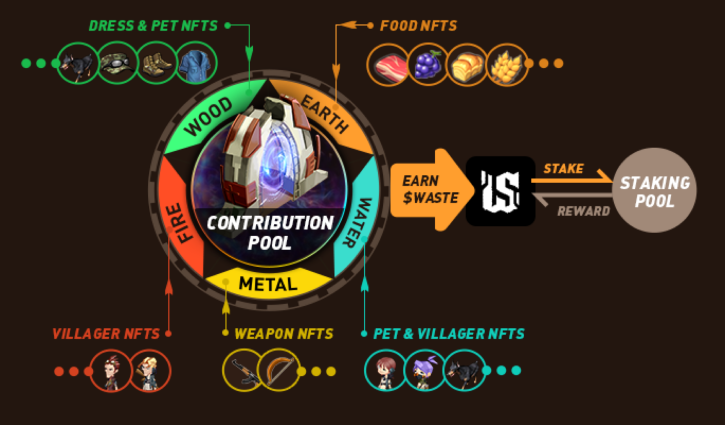 DRESS & PET NFTS
FOOD NFTS
WOOD
EARTH
FIRE
WATER
METAL
CONTRIBUTION
POOL
EARN
$WASTE
STAKE
REWARD
STAKING
POOL
VILLAGER NFTS
WEAPON NFTS
PET & VILLAGER NFTS